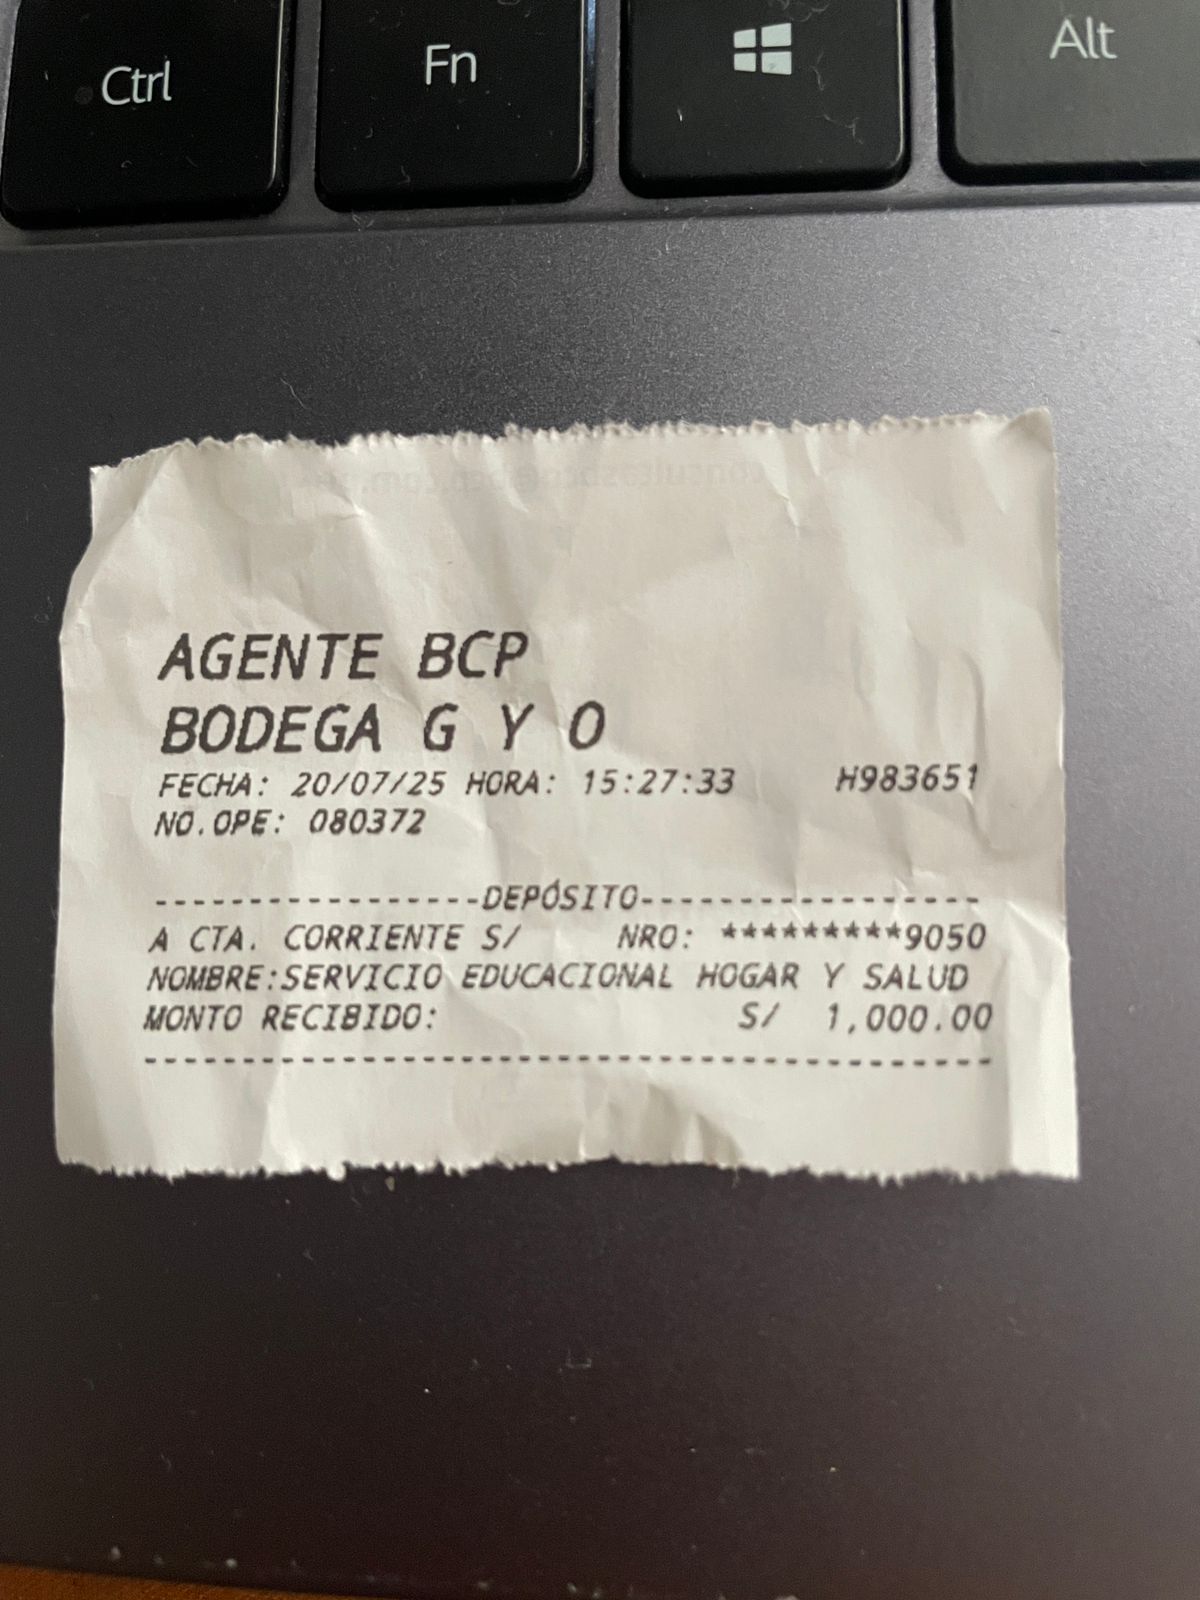 Ctrl Fn Alt
AGENTE BCP
BODEGA G Y O
FECHA: 20/07/25 HORA: 15:27:33 H983651
NO.OPE: 080372
-----------------DEPÓSITO------------------
A CTA. CORRIENTE S/ NRO: *********9050
NOMBRE:SERVICIO EDUCACIONAL HOGAR Y SALUD
MONTO RECIBIDO: S/ 1,000.00
-------------------------------------------